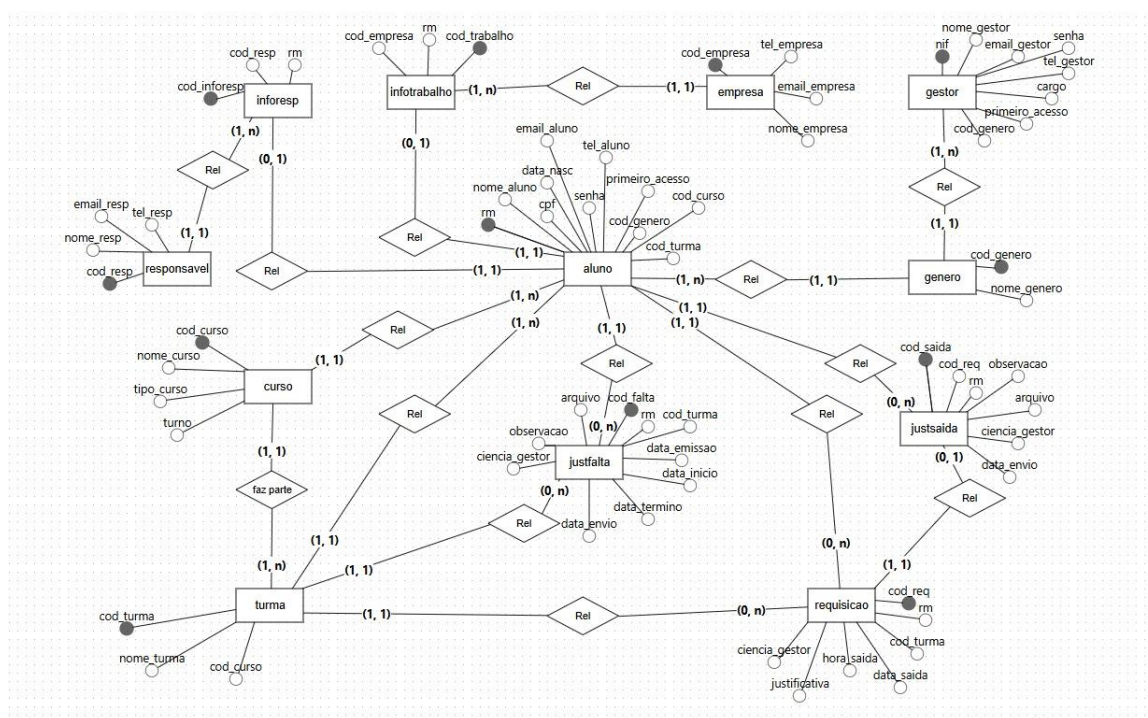 cod_resp
rm
cod_inforesp
inforesp
(1, n)
(0, 1)
Rel
email_resp
tel_resp
nome_resp
(1, 1)
cod_resp
responsavel
Rel
(1, 1)
cod_empresa
rm
cod_trabalho
infotrabalho
(1, n)
Rel
(1, 1)
(0, 1)
Rel
(1, 1)
cod_empresa
tel_empresa
empresa
email_empresa
nome_empresa
nome_gestor
senha
nif
email_gestor
tel_gestor
gestor
cargo
primeiro_acesso
cod_genero
(1, n)
Rel
(1, 1)
cod_genero
genero
nome_genero
email_aluno
tel_aluno
data_nasc
primeiro_acesso
nome_aluno
senha
cod_curso
cpf
rm
cod_genero
cod_turma
aluno
(1, n)
Rel
(1, 1)
(1, n)
Rel
(1, 1)
cod_curso
nome_curso
curso
tipo_curso
turno
(1, 1)
faz parte
(1, n)
(1, n)
Rel
(1, 1)
(1, 1)
Rel
(0, n)
arquivo
cod_falta
rm
cod_turma
observacao
ciencia_gestor
justfalta
data_emissao
data_inicio
data_termino
data_envio
(0, n)
Rel
(1, 1)
(1, 1)
Rel
(0, n)
cod_saida
cod_req
observacao
rm
arquivo
justsaida
ciencia_gestor
data_envio
(0, 1)
Rel
(1, 1)
(1, 1)
Rel
(0, n)
turma
cod_turma
nome_turma
cod_curso
(1, 1)
Rel
(0, n)
requisicao
cod_req
rm
cod_turma
ciencia_gestor
hora_saida
data_saida
justificativa